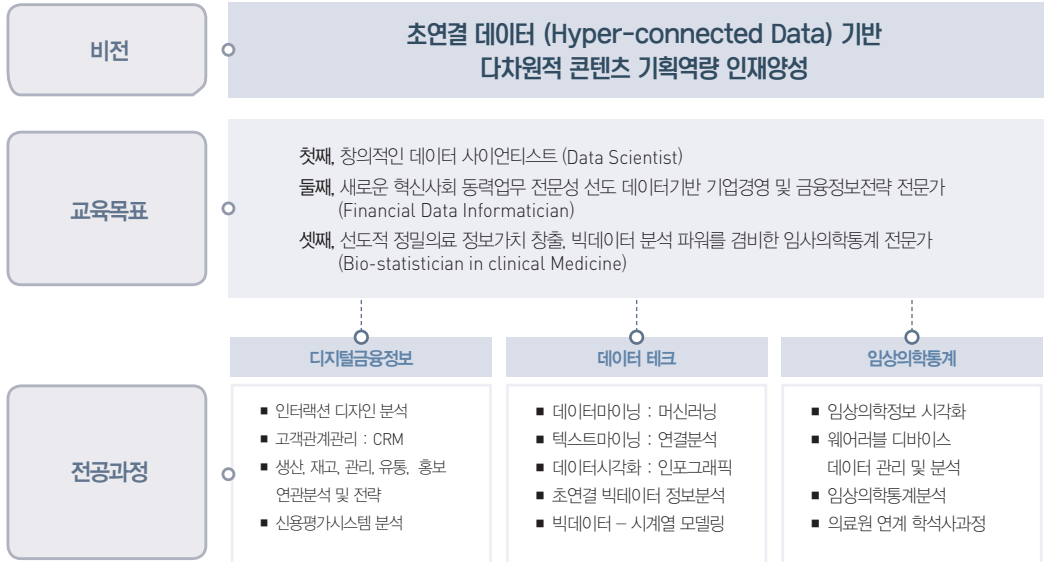 비전
초연결 데이터 (Hyper-connected Data) 기반
다차원적 콘텐츠 기획역량 인재양성
교육목표
첫째, 창의적인 데이터 사이언티스트 (Data Scientist)
둘째, 새로운 혁신사회 동력업무 전문성 선도 데이터기반 기업경영 및 금융정보전략 전문가
(Financial Data Informatician)
셋째, 선도적 정밀의료 정보가치 창출, 빅데이터 분석 파워를 겸비한 임사의학통계 전문가
(Bio-statistician in clinical Medicine)
전공과정
디지털금융정보
■ 인터랙션 디자인 분석
■ 고객관계관리 : CRM
■ 생산, 재고, 관리, 유통, 홍보
연관분석 및 전략
■ 신용평가시스템 분석
데이터 테크
■ 데이터마이닝 : 머신러닝
■ 텍스트마이닝 : 연결분석
■ 데이터시각화 : 인포그래픽
■ 초연결 빅테이터 정보분석
■ 빅데이터 – 시계열 모델링
임상의학통계
■ 임상의학정보 시각화
■ 웨어러블 디바이스
데이터 관리 및 분석
■ 임상의학통계분석
■ 의료원 연계 학석사과정